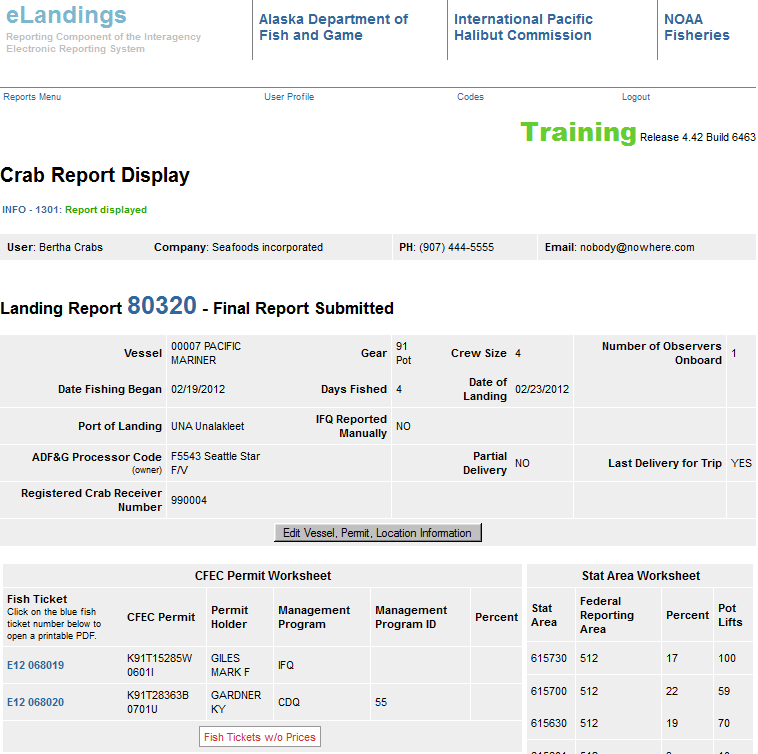 eLandings
Reporting Component of the Interagency
Electronic Reporting System
Alaska Department of
Fish and Game
International Pacific
Halibut Commission
NOAA
Fisheries
Reports Menu
User Profile
Codes
Logout
Training Release 4.42 Build 6463
Crab Report Display
INFO - 1301: Report displayed
User: Bertha Crabs
Company: Seafoods incorporated
PH: (907) 444-5555
Email: nobody@nowhere.com
Landing Report 80320 - Final Report Submitted
Vessel
00007 PACIFIC
MARINER
Gear
91
Pot
Crew Size 4
Number of Observers
Onboard
1
Date Fishing Began 02/19/2012
Days Fished 4
Date of
Landing
02/23/2012
Port of Landing UNA Unalakleet
IFQ Reported
Manually
NO
ADF&G Processor Code
(owner)
F5543 Seattle Star
F/V
Partial
Delivery
NO
Last Delivery for Trip YES
Registered Crab Receiver
Number
990004
Edit Vessel, Permit, Location Information
CFEC Permit Worksheet
Fish Ticket
Click on the blue fish
ticket number below to
open a printable PDF.
CFEC Permit
Permit
Holder
Management
Program
Management
Program ID
Percent
E12 068019
K91T15285W
0601I
GILES
MARK F
IFQ
E12 068020
K91T28363B
0701U
GARDNER
KY
CDQ
55
Fish Tickets w/o Prices
Stat Area Worksheet
Stat
Area
Federal
Reporting
Area
Percent
Pot
Lifts
615730 512 17 100
615700 512 22 59
615630 512 19 70